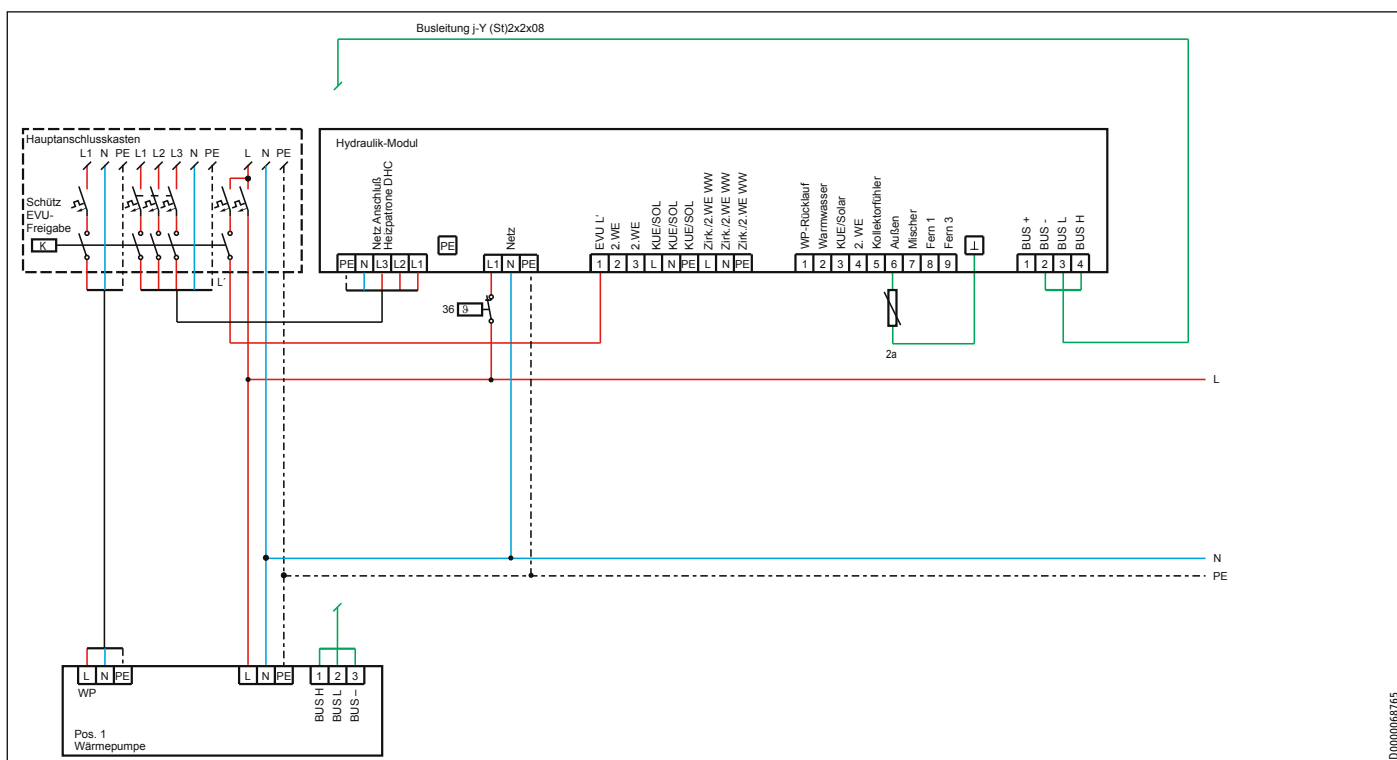 Busleitung j-Y (St)2x2x08
Hauptanschlusskasten
L1 N PE L1 L2 L3 N PE L N PE
Schütz
EVU-
Freigabe
K
L´
Hydraulik-Modul
Netz Anschluß
Heizpatrone DHC
PE N L3 L2 L1
PE
Netz
L1 N PE
36 ϑ
EVU L'
2.WE
2.WE
KUE/SOL
KUE/SOL
KUE/SOL
Zirk./2.WE WW
Zirk./2.WE WW
Zirk./2.WE WW
1 2 3 L N PE L N PE
WP-Rücklauf
Warmwasser
KUE/Solar
2. WE
Kollektorfühler
Außen
Mischer
Fern 1
Fern 3
1 2 3 4 5 6 7 8 9
2a
BUS +
BUS -
BUS L
BUS H
1 2 3 4
L
N
PE
L N PE
WP
L N PE
1 2 3
BUS H
BUS L
BUS –
Pos. 1
Wärmepumpe
D0000068765